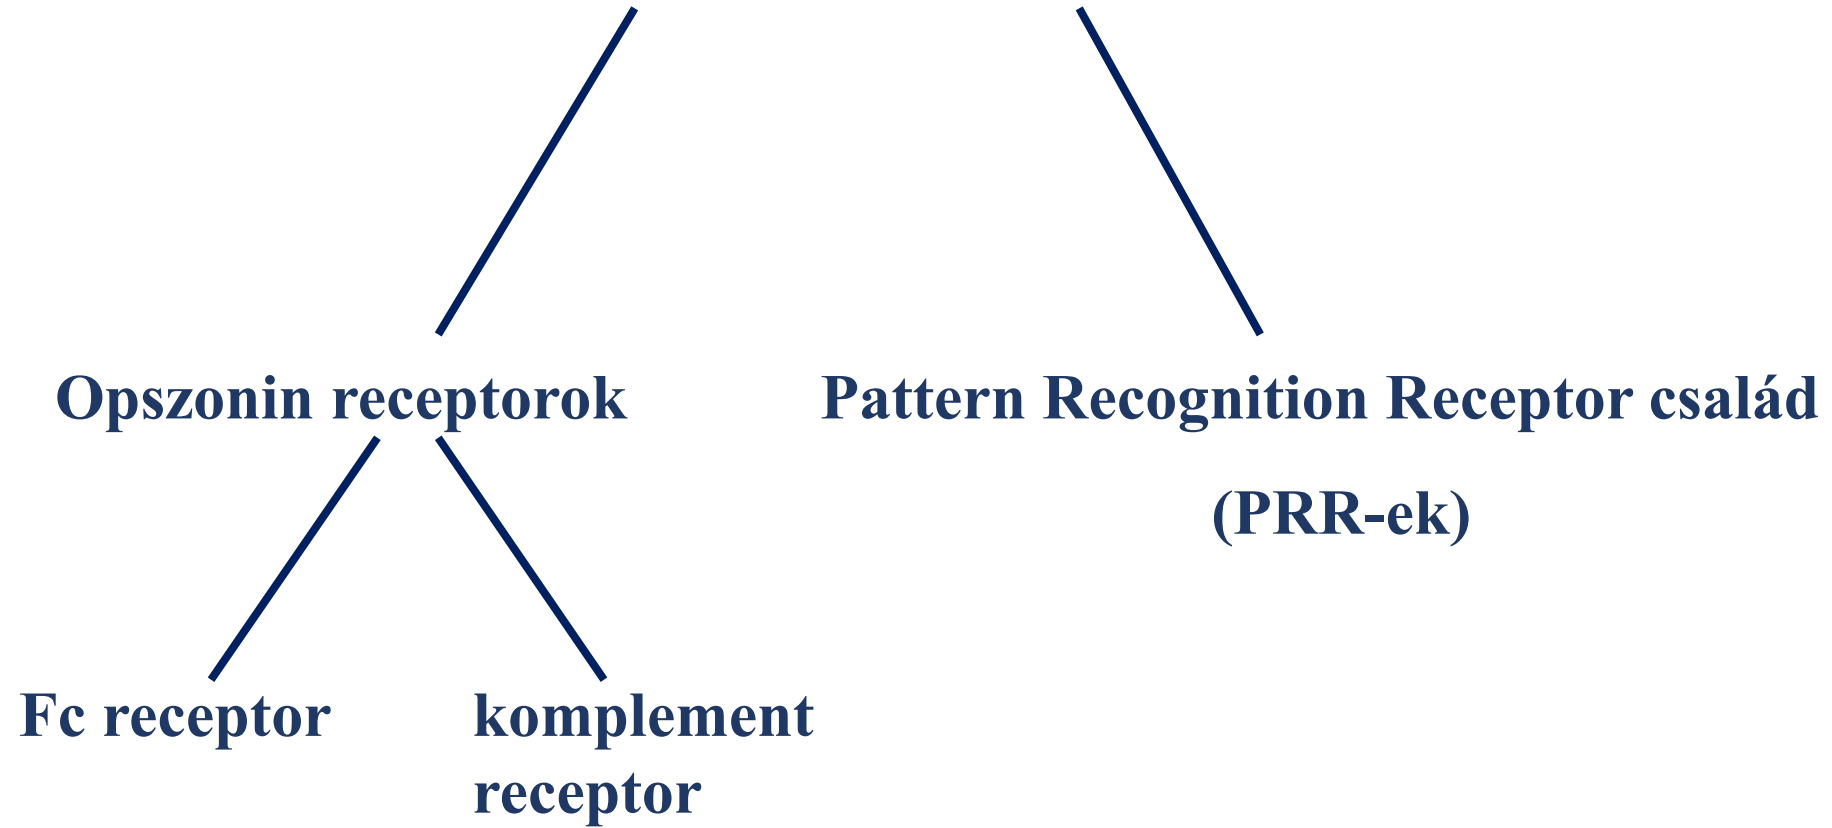 Opszonin receptorok
Pattern Recognition Receptor család
(PRR-ek)
Fc receptor
komplement
receptor